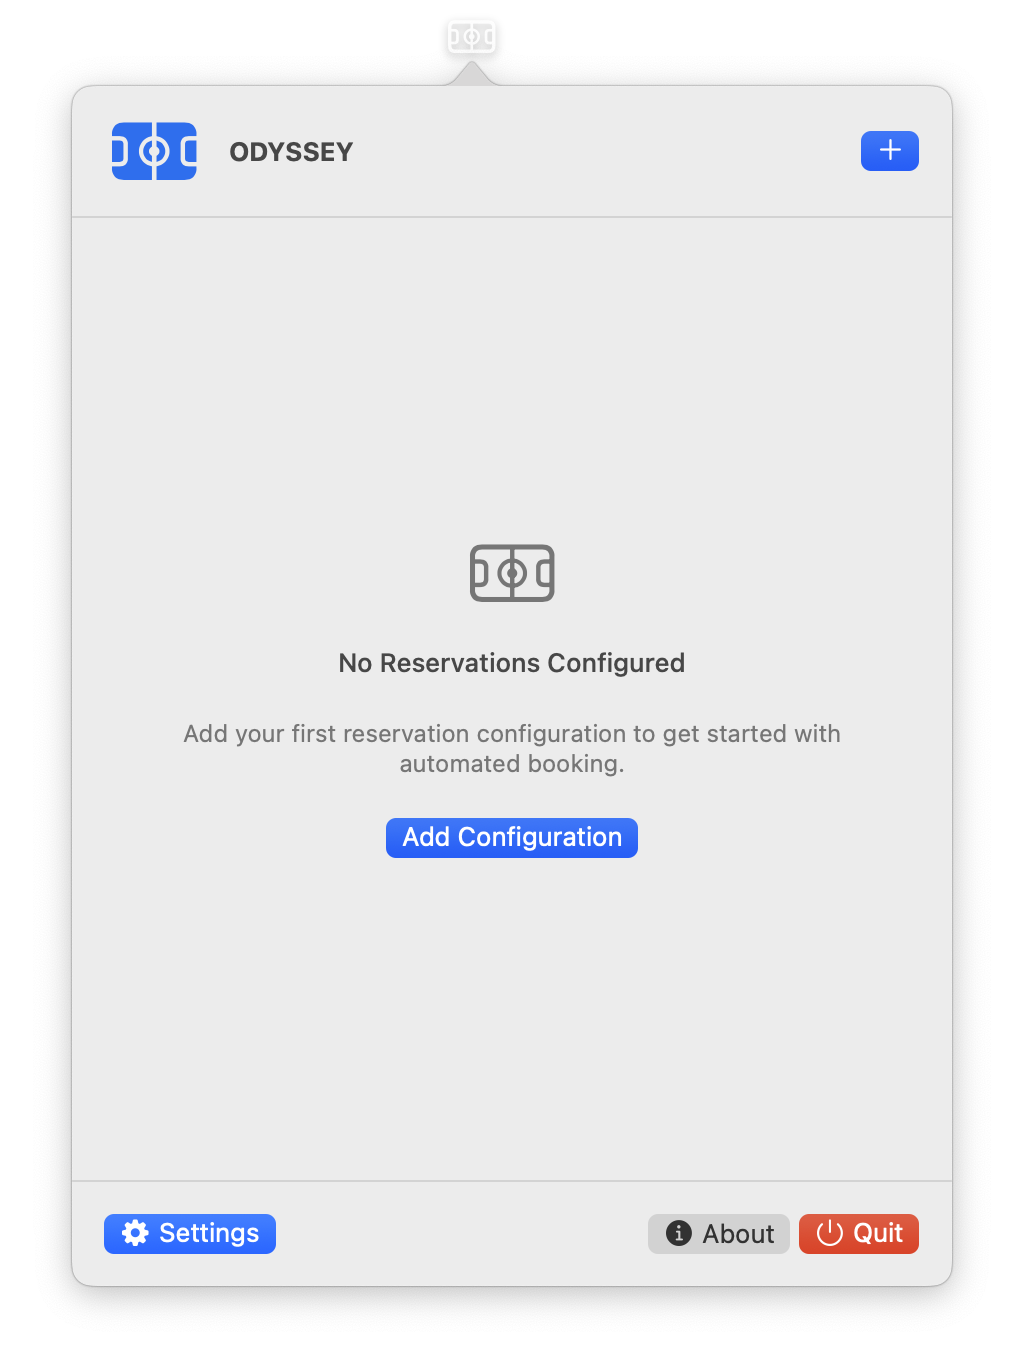 ODYSSEY
No Reservations Configured
Add your first reservation configuration to get started with
automated booking.
Add Configuration
Settings
About
Quit